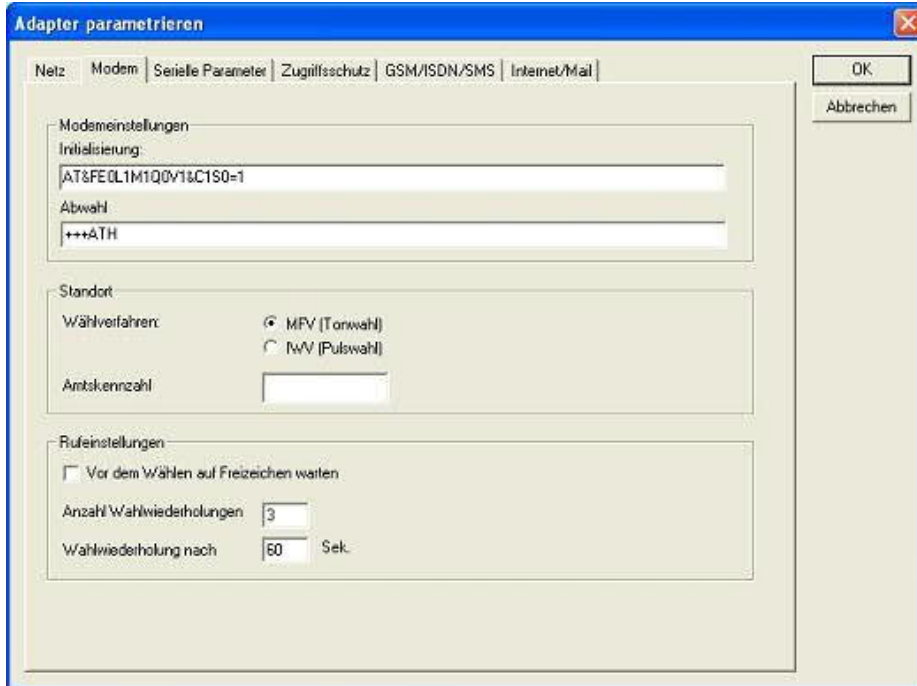 Adapter parametrieren
Netz Modem Serielle Parameter Zugriffsschutz GSM/ISDN/SMS Internet/Mail
OK
Abbrechen
Modemeinstellungen
Initialisierung:
AT&FE0L1M1Q0V1&C1S0=1
Abwahl
+++ATH
Standort
Wählverfahren: MFV (Tonwahl)
IWV (Pulswahl)
Amtskennzahl
Rufeinstellungen
Vor dem Wählen auf Freizeichen warten
Anzahl Wahlwiederholungen 3
Wahlwiederholung nach 60 Sek.